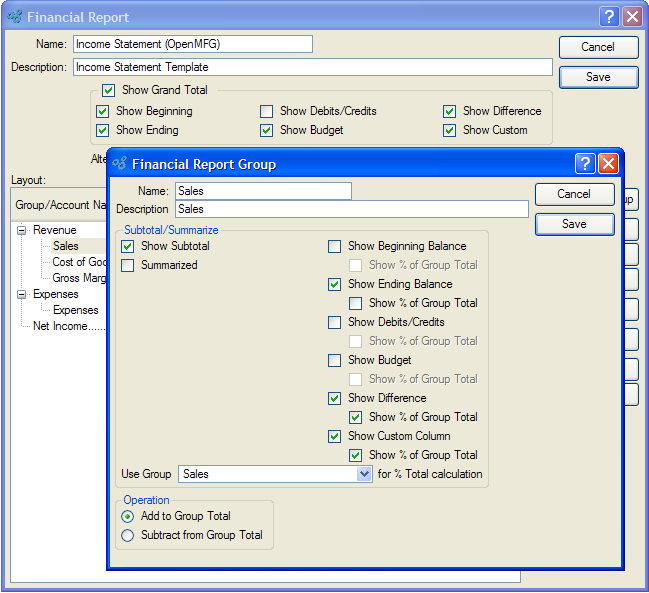 Financial Report
Name: Income Statement (OpenMFG)
Cancel
Description: Income Statement Template
Save
Show Grand Total
Show Beginning Show Debits/Credits Show Difference
Show Ending Show Budget Show Custom
Alte
Layout:
Group/Account Na
Revenue
Sales
Cost of Goo
Gross Marg
Expenses
Expenses
Net Income......
up
Financial Report Group
Name: Sales
Cancel
Description Sales
Save
Subtotal/Summarize
Show Subtotal Show Beginning Balance
Summarized Show % of Group Total
Show Ending Balance
Show % of Group Total
Show Debits/Credits
Show % of Group Total
Show Budget
Show % of Group Total
Show Difference
Show % of Group Total
Show Custom Column
Show % of Group Total
Use Group Sales for % Total calculation
Operation
Add to Group Total
Subtract from Group Total